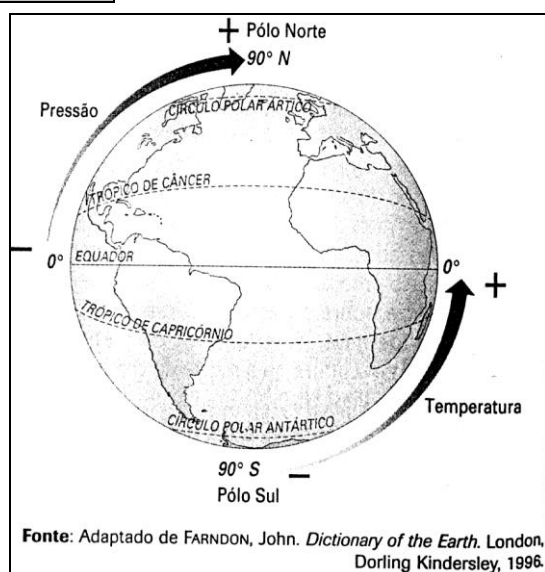 + Pólo Norte
90° N
Pressão
CÍRCULO POLAR ÁRTICO
TRÓPICO DE CÂNCER
–
0° EQUADOR 0° +
TRÓPICO DE CAPRICÓRNIO
Temperatura
CÍRCULO POLAR ANTÁRTICO
90° S –
Pólo Sul
Fonte: Adaptado de FARNDON, John. Dictionary of the Earth. London,
Dorling Kindersley, 1996.